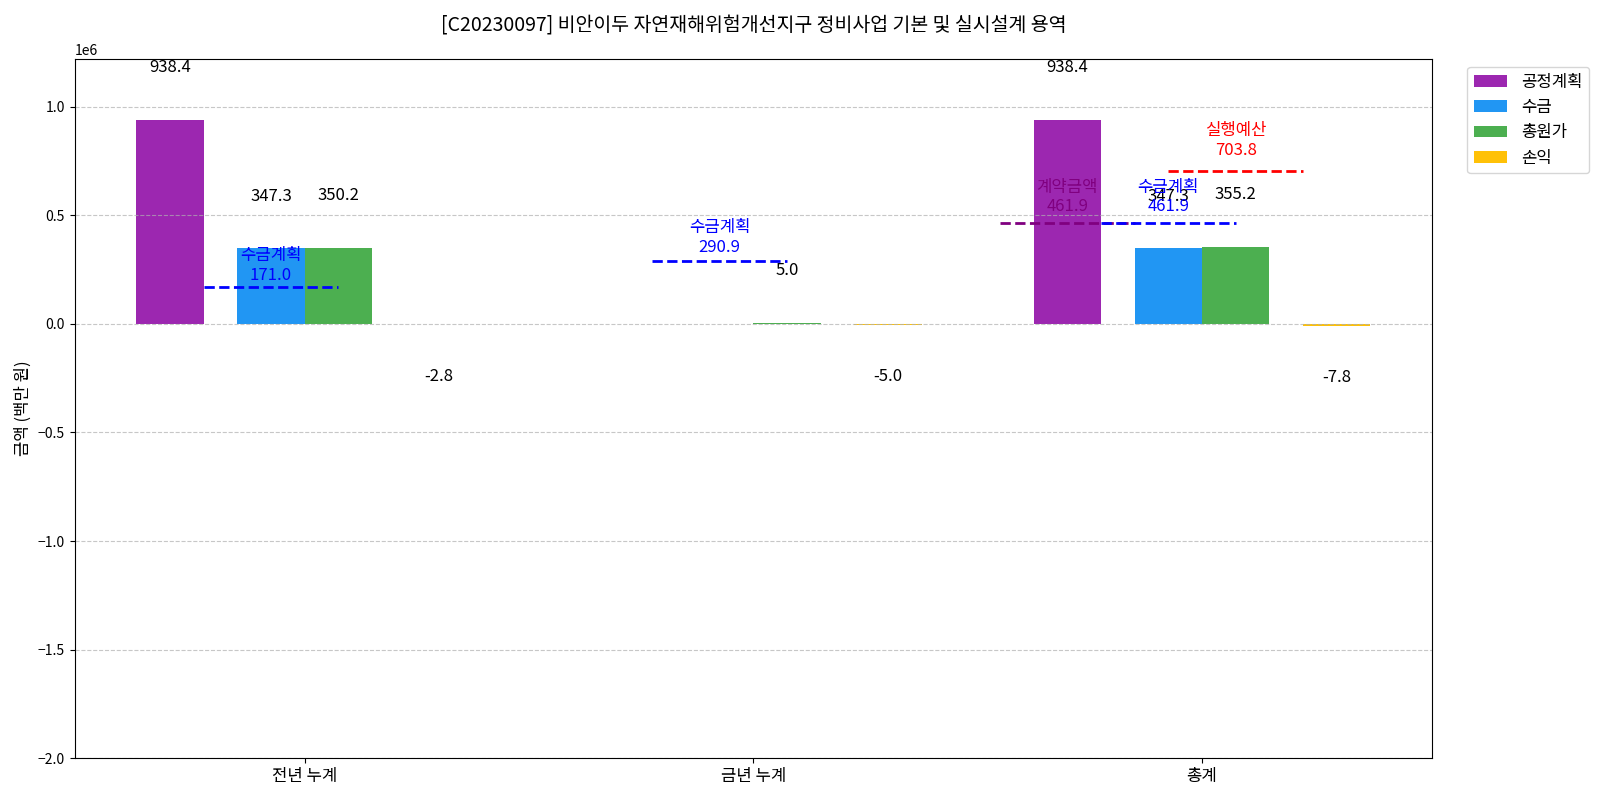 [C20230097] 비안이두 자연재해위험개선지구 정비사업 기본 및 실시설계 용역
1e6
938.4
938.4
공정계획
수금
총원가
손익
1.0
실행예산
703.8
347.3
350.2
계약금액
461.9
수금계획
461.9
347.3
355.2
0.5
수금계획
171.0
수금계획
290.9
5.0
0.0
-2.8
-5.0
-7.8
금액 (백만 원)
−0.5
−1.0
−1.5
−2.0
전년 누계
금년 누계
총계